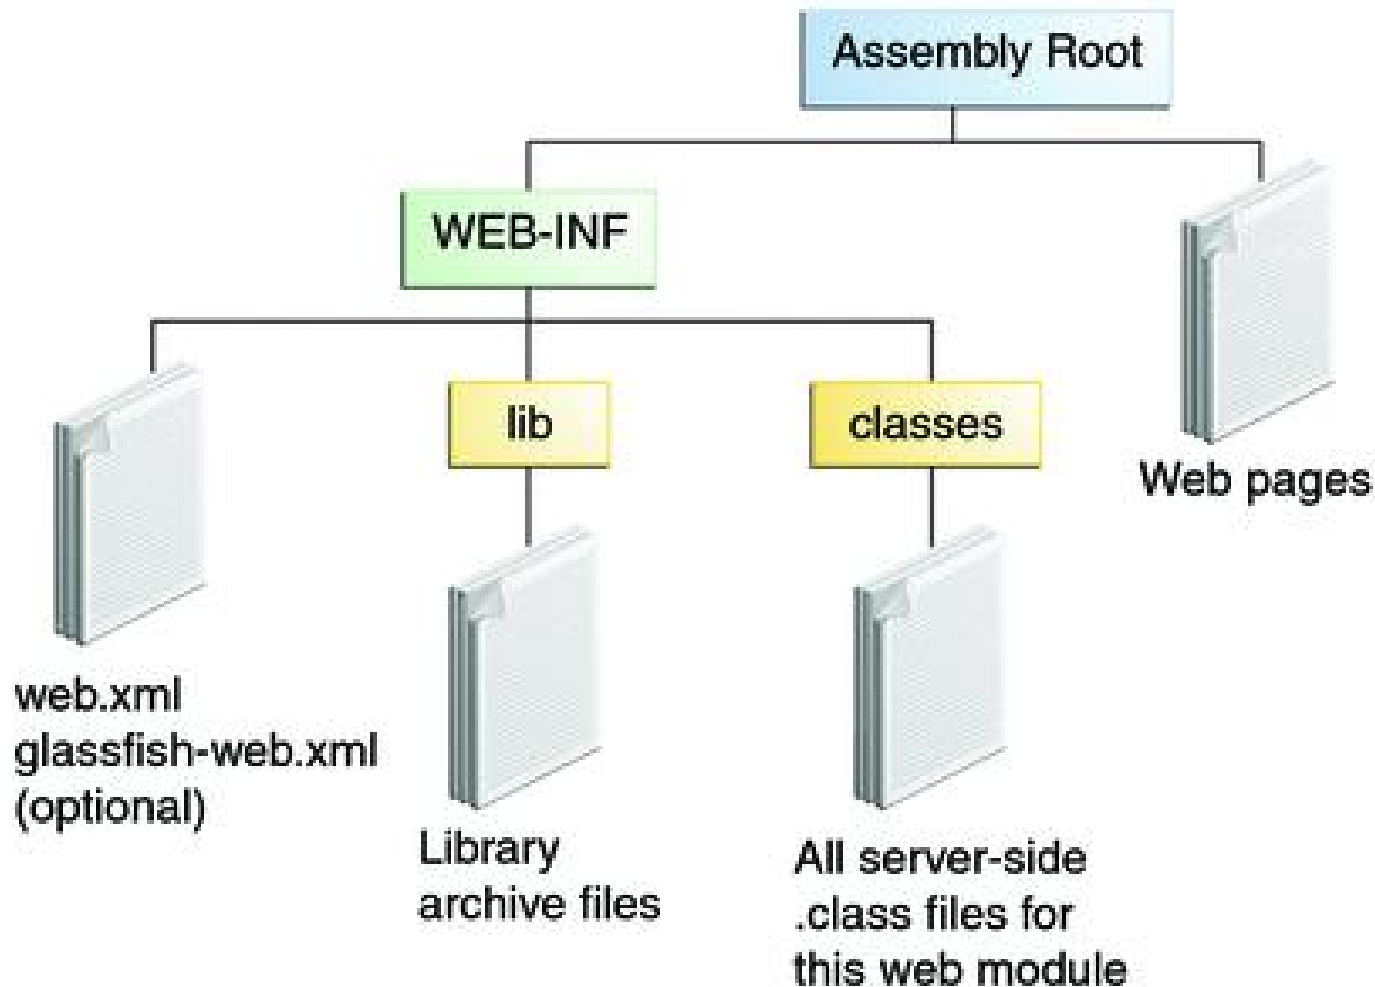 Assembly Root
WEB-INF
lib
classes
Web pages
web.xml
glassfish-web.xml
(optional)
Library
archive files
All server-side
.class files for
this web module